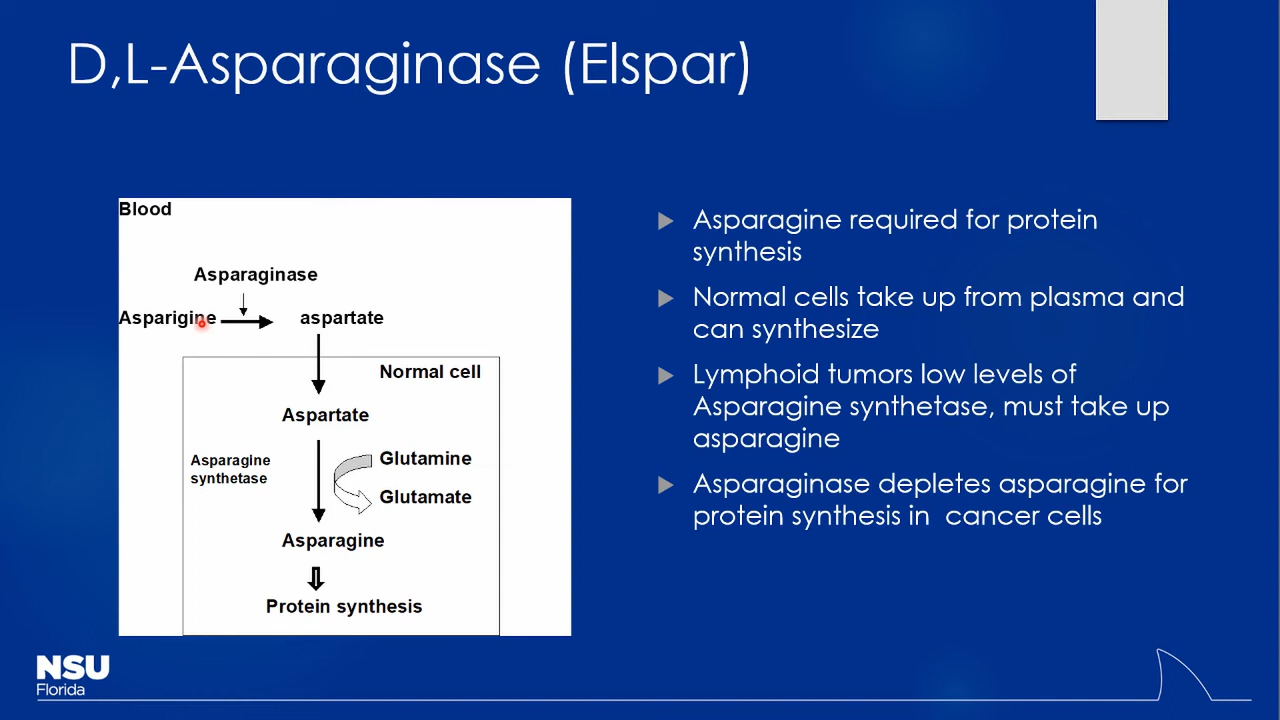 D,L-Asparaginase (Elspar)
Blood
Asparaginase
Asparigine
aspartate
Normal cell
Aspartate
Asparagine
synthetase
Glutamine
Glutamate
Asparagine
Protein synthesis
Asparagine required for protein
synthesis
Normal cells take up from plasma and
can synthesize
Lymphoid tumors low levels of
Asparagine synthetase, must take up
asparagine
Asparaginase depletes asparagine for
protein synthesis in  cancer cells
NSU
Florida